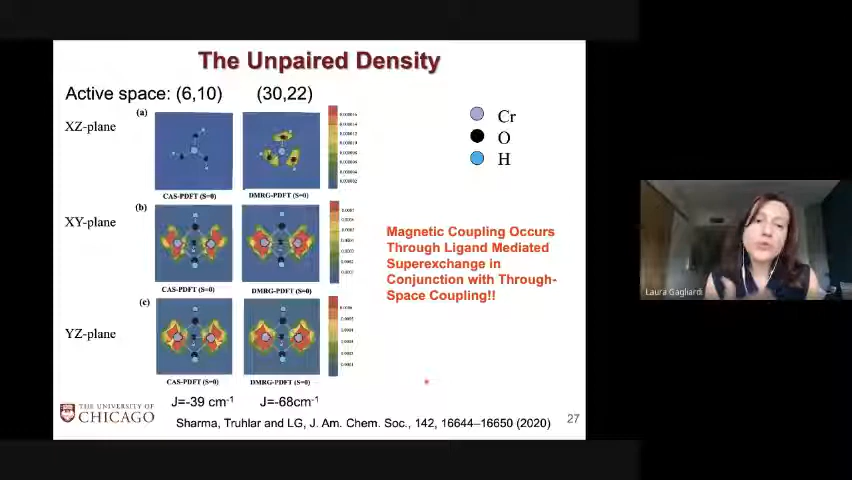 The Unpaired Density
Active space: (6,10) (30,22)
(a)
XZ-plane
CAS-PDFT (S=0) DMRG-PDFT (S=0)
(b)
XY-plane
CAS-PDFT (S=0) DMRG-PDFT (S=0)
(c)
YZ-plane
CAS-PDFT (S=0) DMRG-PDFT (S=0)
J=-39 cm-1 J=-68cm-1
Cr
O
H
Magnetic Coupling Occurs
Through Ligand Mediated
Superexchange in
Conjunction with Through-
Space Coupling!!
THE UNIVERSITY OF
CHICAGO
Sharma, Truhlar and LG, J. Am. Chem. Soc., 142, 16644–16650 (2020)
27
Laura Gagliardi